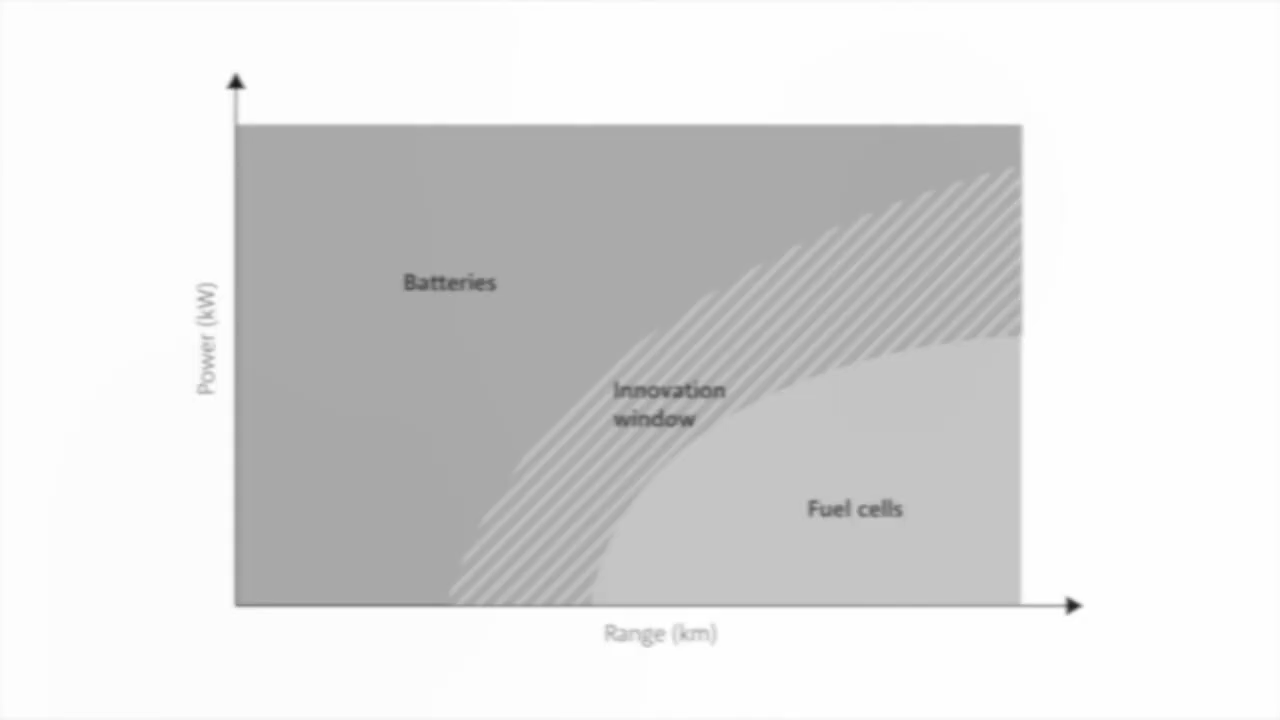 Batteries
Power (kW)
Innovation
window
Fuel cells
Range (km)